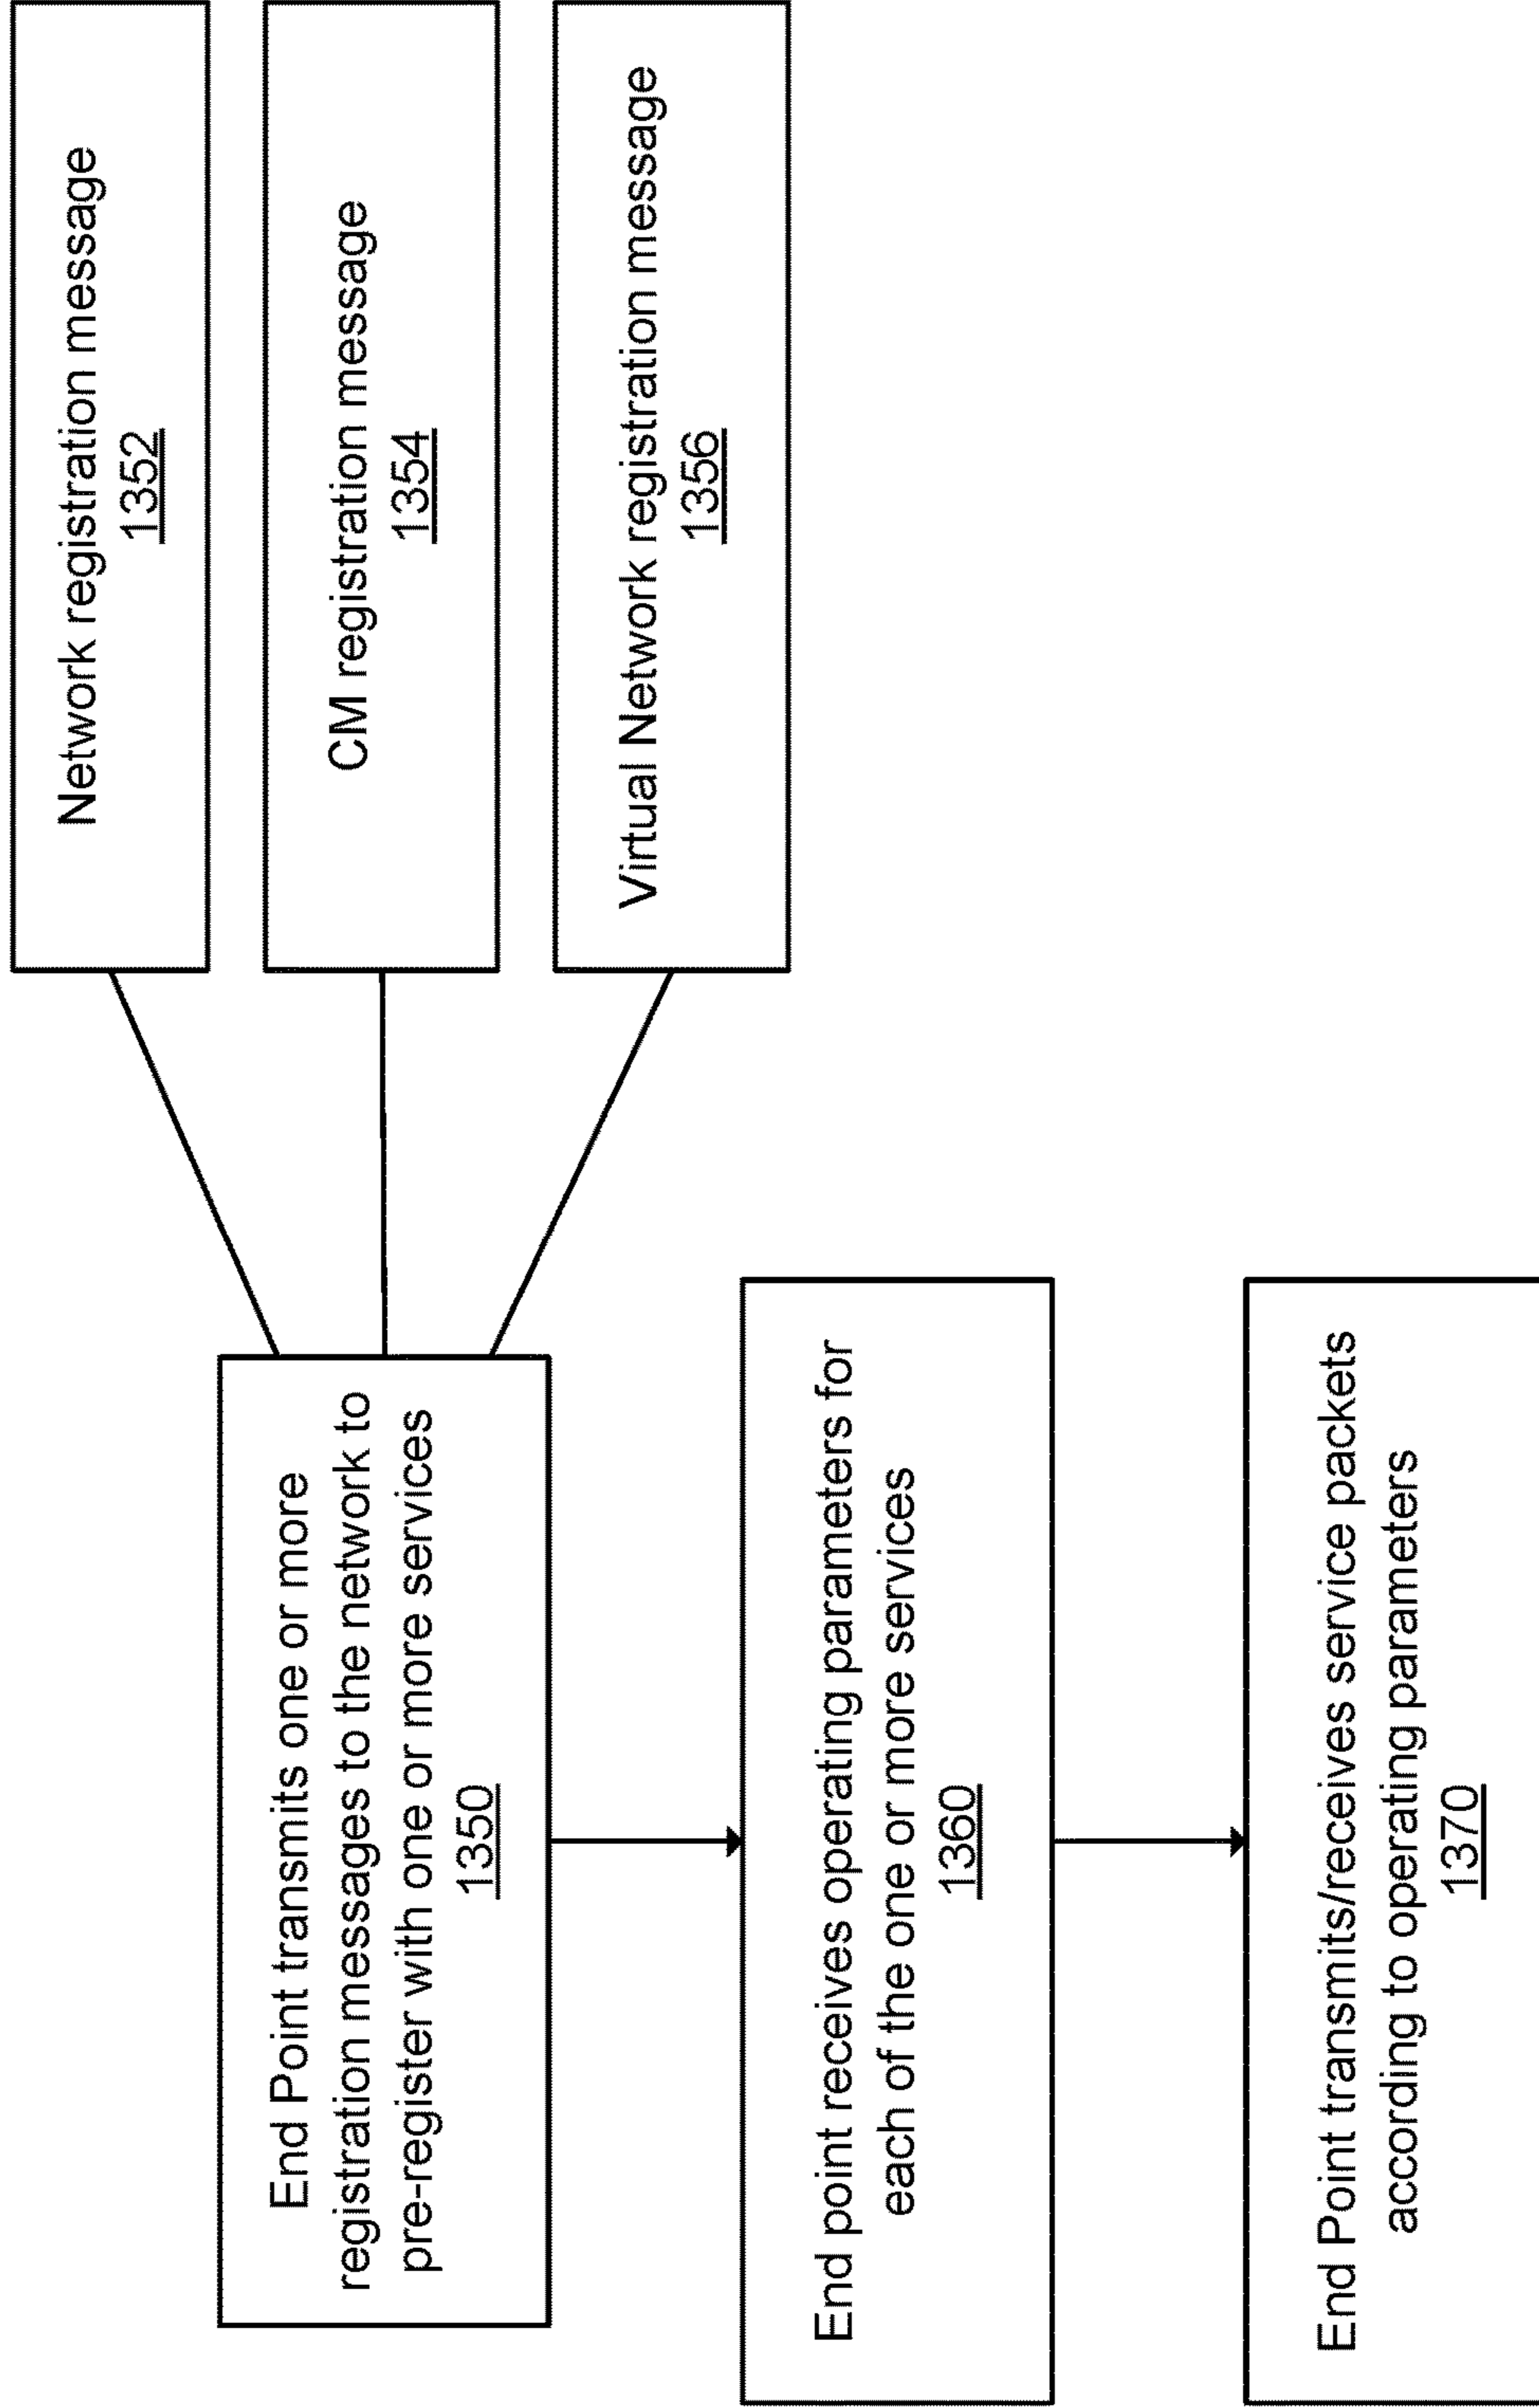 End Point transmits one or more
registration messages to the network to
pre-register with one or more services
1350
Network registration message
1352
CM registration message
1354
Virtual Network registration message
1356
End point receives operating parameters for
each of the one or more services
1360
End Point transmits/receives service packets
according to operating parameters
1370